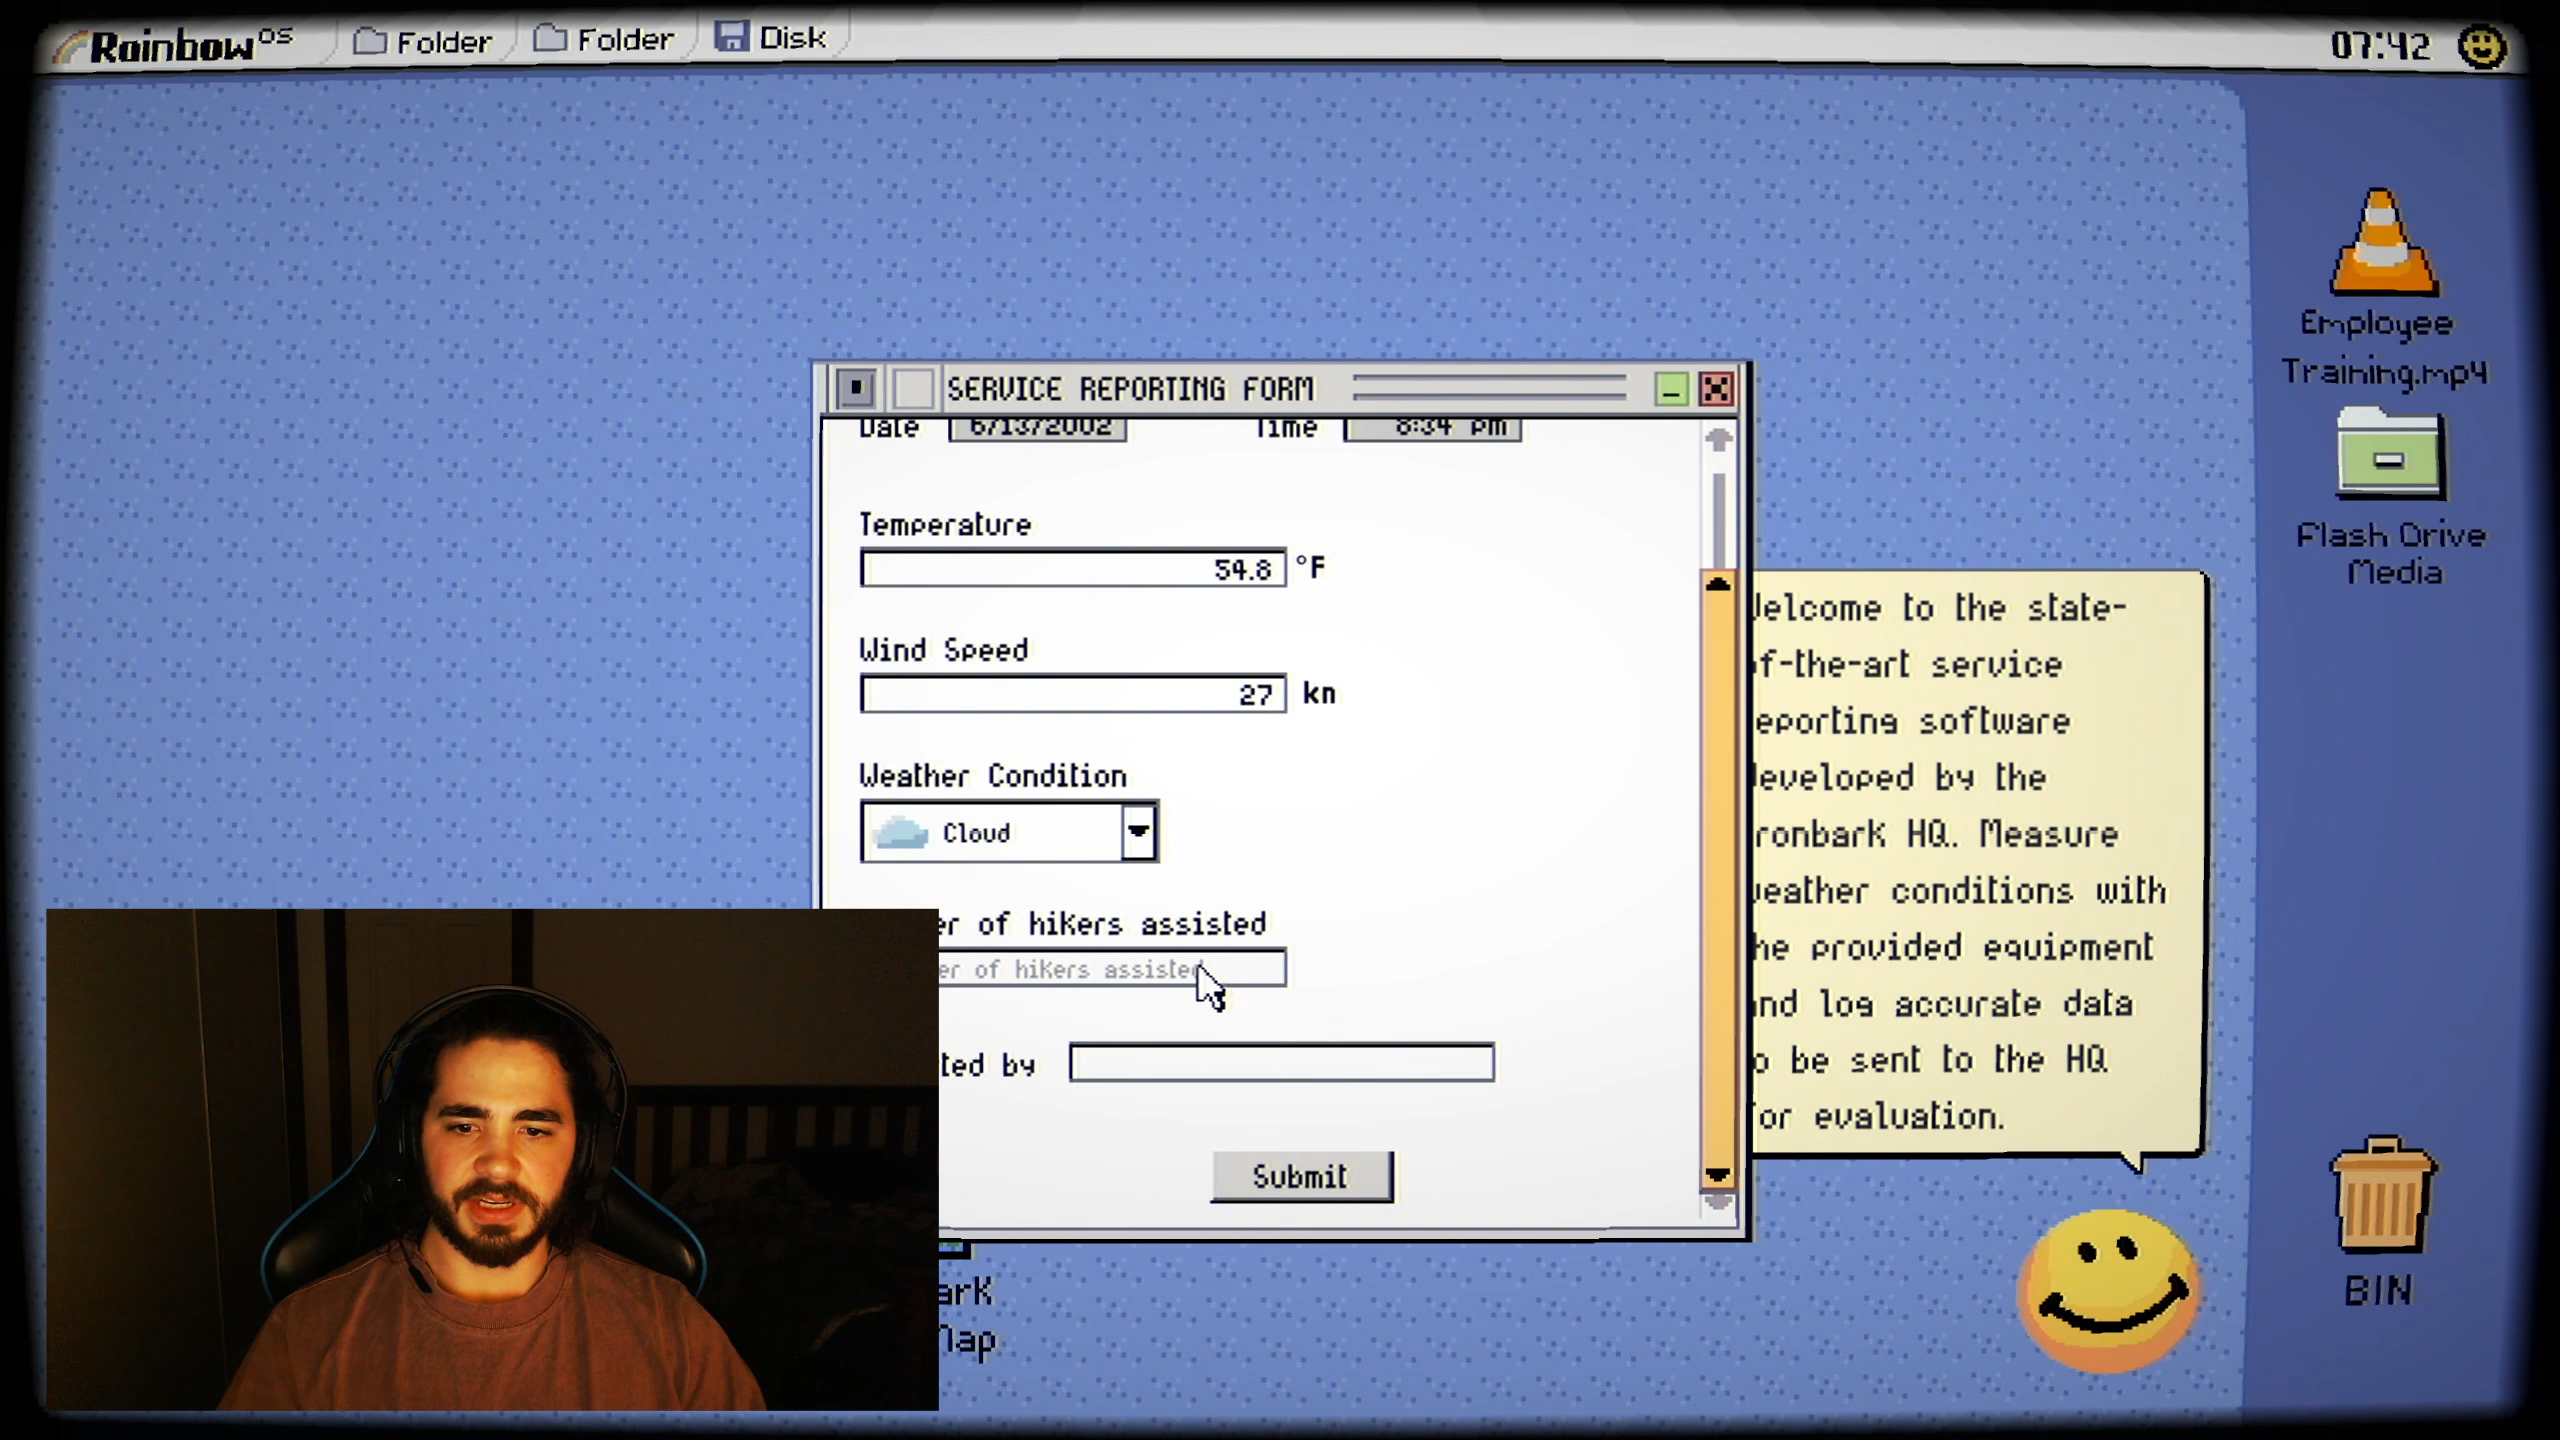 Rainbow OS
Folder
Folder
Disk
07:42
Employee
Training.mp4
Flash Drive
Media
SERVICE REPORTING FORM
Date 6/13/2002 Time 8:34 pm
Temperature
54.8 °F
Wind Speed
27 kn
Weather Condition
Cloud
er of hikers assisted
er of hikers assisted
ted by
Submit
Welcome to the state-
of-the-art service
reporting software
developed by the
Ironbark HQ. Measure
weather conditions with
the provided equipment
and log accurate data
to be sent to the HQ
for evaluation.
arK
Map
BIN